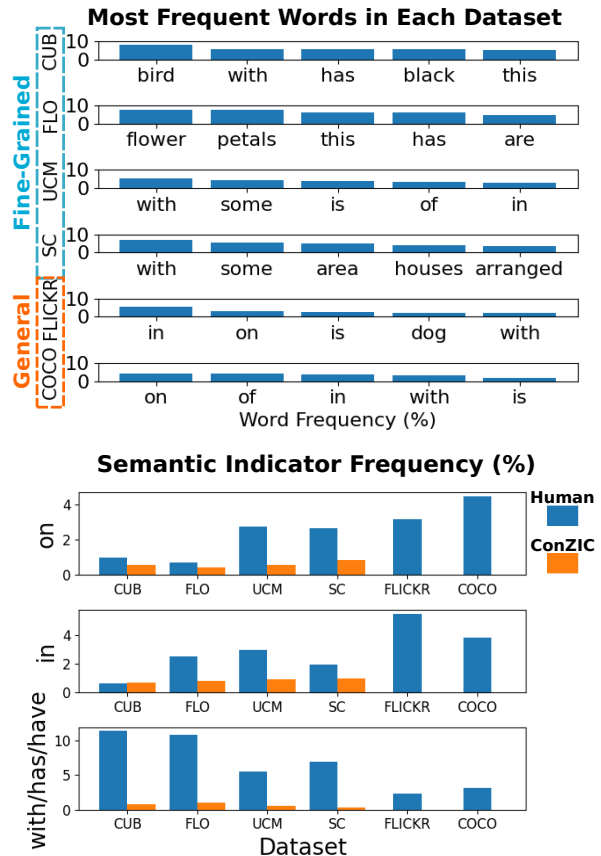 Most Frequent Words in Each Dataset
Fine-Grained
General
CUB
10
0
bird with has black this
FLO
10
0
flower petals this has are
UCM
10
0
with some is of in
SC
10
0
with some area houses arranged
FLICKR
10
0
in on is dog with
COCO
10
0
on of in with is
Word Frequency (%)
Semantic Indicator Frequency (%)
Human
ConZIC
on
4
2
0
CUB FLO UCM SC FLICKR COCO
in
4
2
0
CUB FLO UCM SC FLICKR COCO
with/has/have
10
5
0
CUB FLO UCM SC FLICKR COCO
Dataset